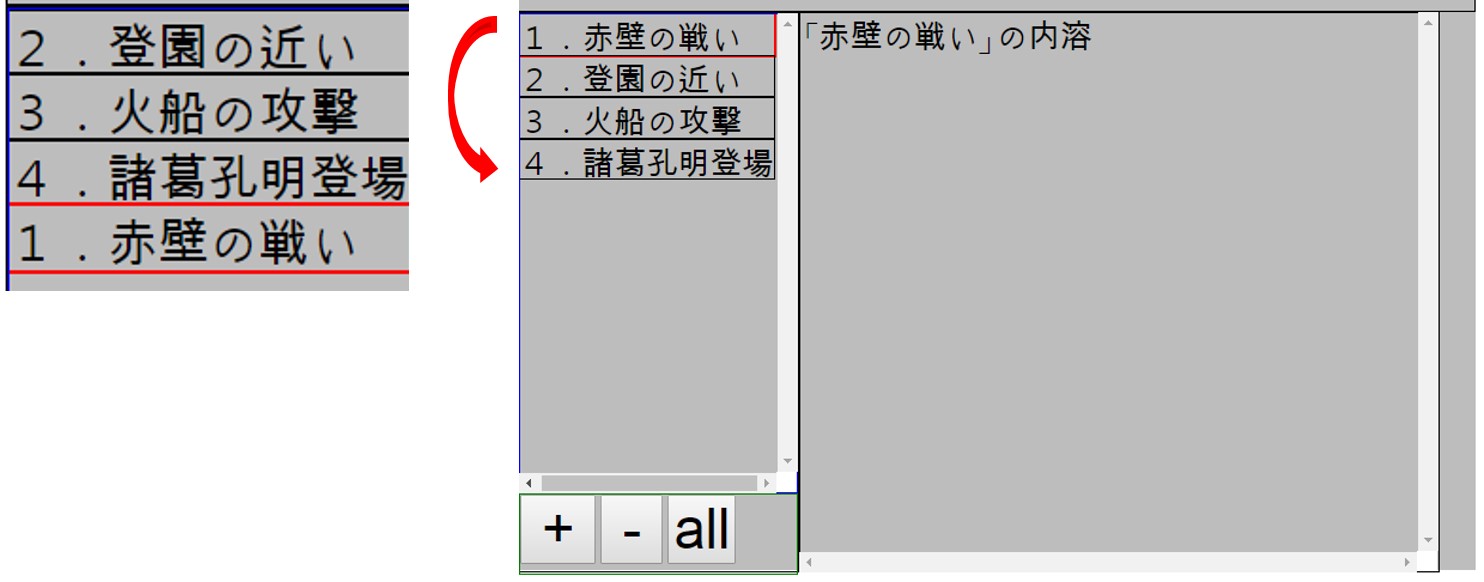 2 . 登園の近い
3 . 火船の攻撃
4 . 諸葛孔明登場
1 . 赤壁の戦い
1 . 赤壁の戦い
2 . 登園の近い
3 . 火船の攻撃
4 . 諸葛孔明登場
+ - all
「赤壁の戦い」の内溶